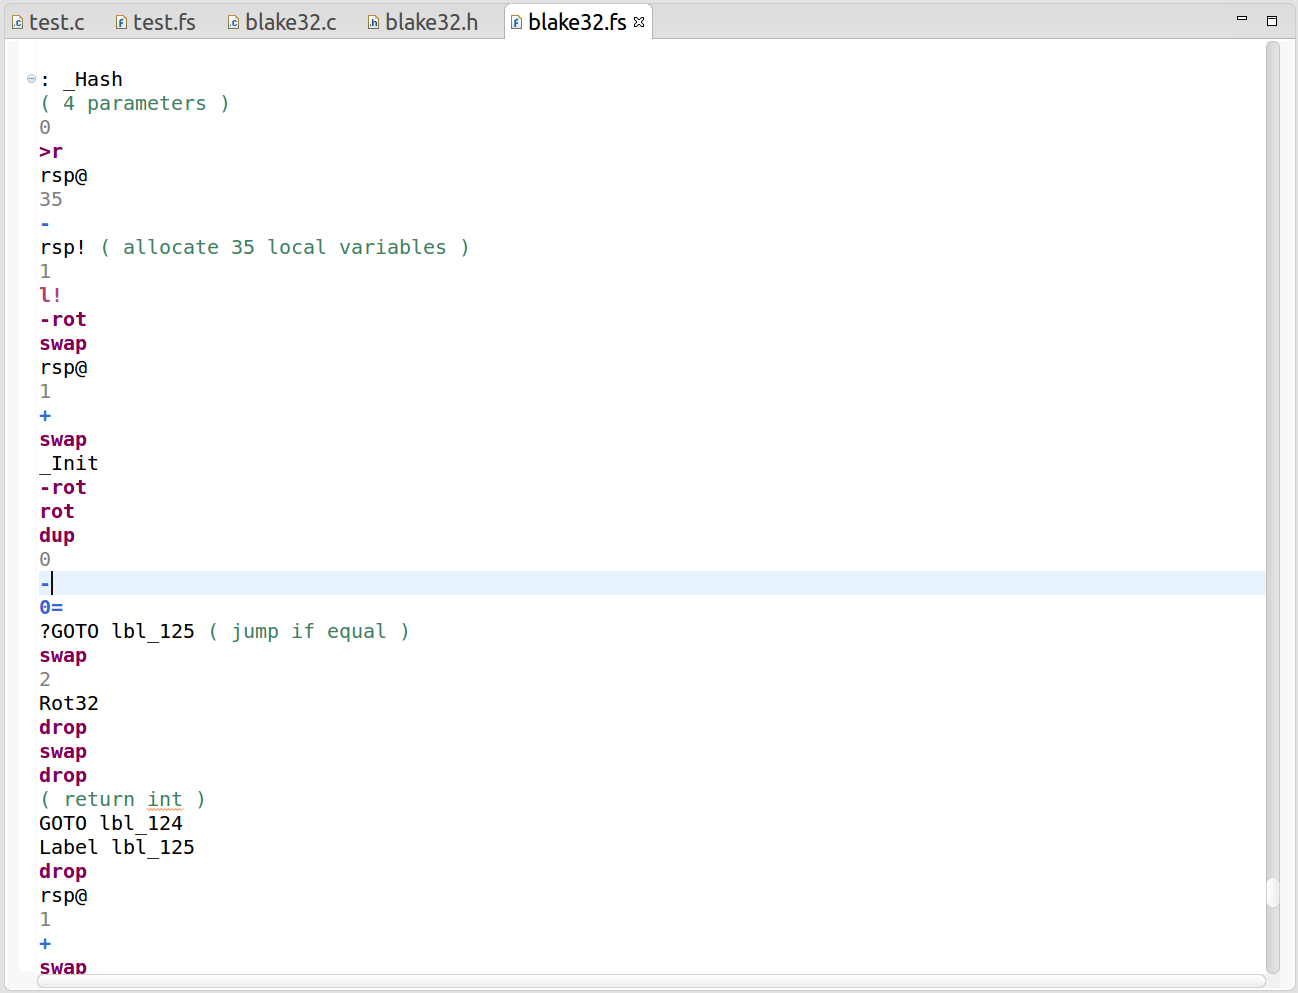 test.c test.fs blake32.c blake32.h blake32.fs
: _Hash
( 4 parameters )
0
>r
rsp@
35
-
rsp! ( allocate 35 local variables )
1
l!
-rot
swap
rsp@
1
+
swap
_Init
-rot
rot
dup
0
-
0=
?GOTO lbl_125 ( jump if equal )
swap
2
Rot32
drop
swap
drop
( return int )
GOTO lbl_124
Label lbl_125
drop
rsp@
1
+
swap